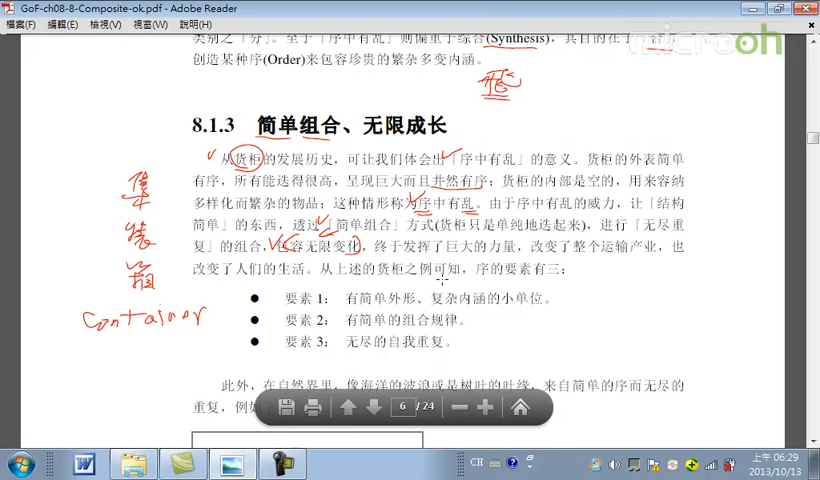 GoF-ch08-8-Composite-ok.pdf - Adobe Reader
檔案(F) 編輯(E) 檢視(V) 視窗(W) 說明(H)
microoh
类别之「分」。至于「序中有乱」则偏重于综合(Synthesis)，其目的在于「合」，
创造某种序(Order)来包容珍贵的繁杂多变内涵。
8.1.3 简单组合、无限成长
从货柜的发展历史，可让我们体会出「序中有乱」的意义。货柜的外表简单
有序，所有能迭得很高，呈现巨大而且井然有序；货柜的内部是空的，用来容纳
多样化而繁杂的物品；这种情形称为序中有乱。由于序中有乱的威力，让「结构
简单」的东西，透过「简单组合」方式(货柜只是单纯地迭起来)，进行「无尽重
复」的组合，包容无限变化，终于发挥了巨大的力量，改变了整个运输产业，也
改变了人们的生活。从上述的货柜之例可知，序的要素有三：
集
装
箱
Container
● 要素 1： 有简单外形、复杂内涵的小单位。
● 要素 2： 有简单的组合规律。
● 要素 3： 无尽的自我重复。
此外，在自然界里，像海洋的波浪或是树叶的叶缘，来自简单的序而无尽的
重复，例如
6 / 24
CH
上午 06:29
2013/10/13